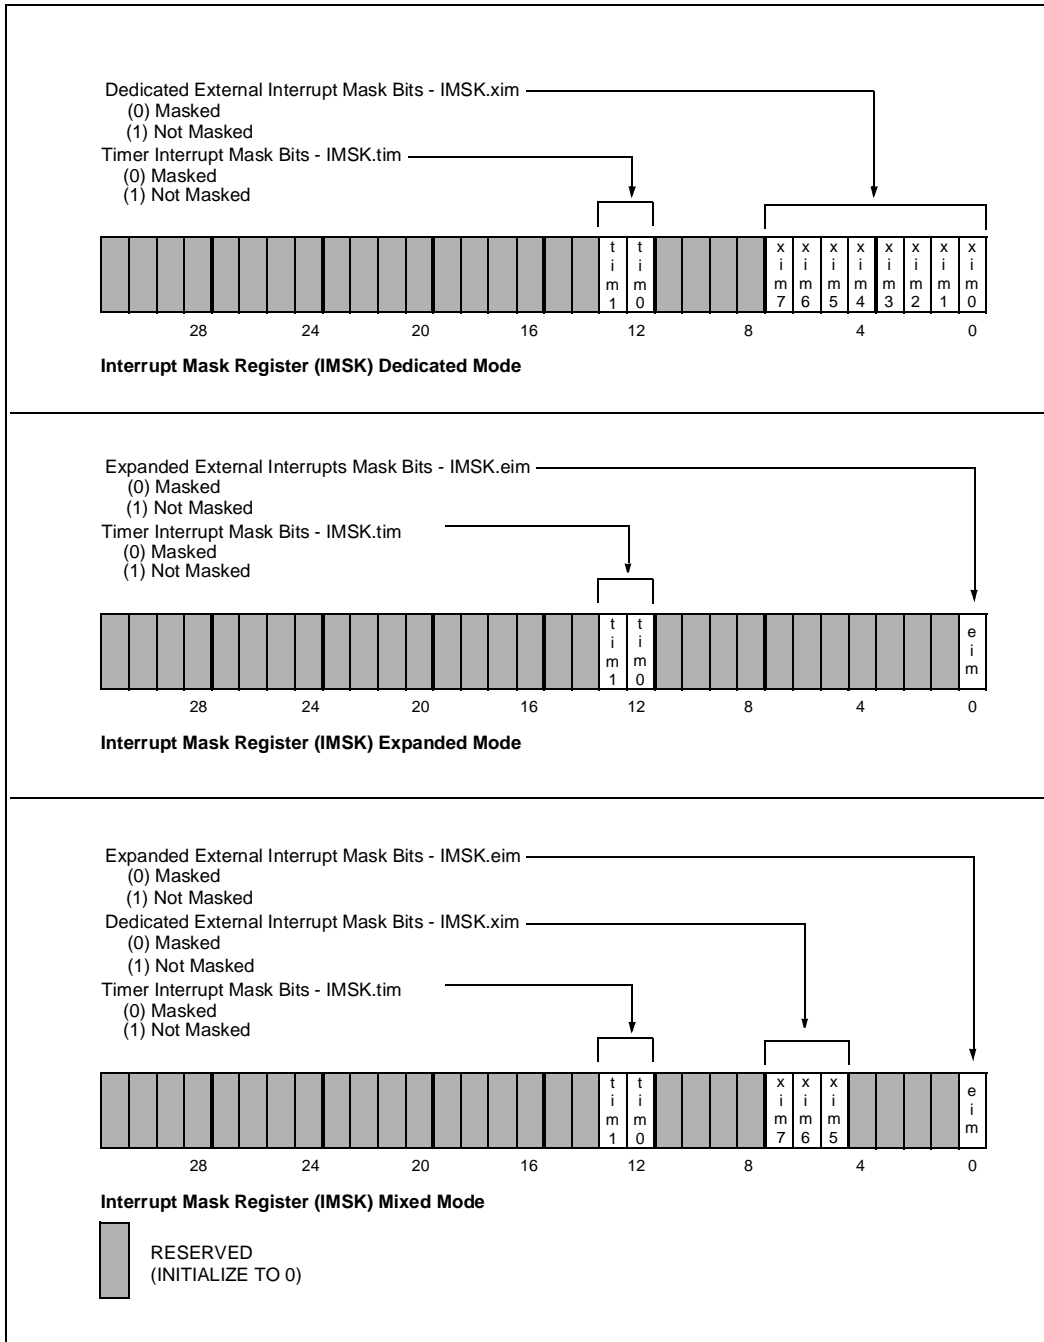 Dedicated External Interrupt Mask Bits - IMSK.xim
(0) Masked
(1) Not Masked
Timer Interrupt Mask Bits - IMSK.tim
(0) Masked
(1) Not Masked
tim1 tim0 xim7 xim6 xim5 xim4 xim3 xim2 xim1 xim0
28 24 20 16 12 8 4 0
Interrupt Mask Register (IMSK) Dedicated Mode
Expanded External Interrupts Mask Bits - IMSK.eim
(0) Masked
(1) Not Masked
Timer Interrupt Mask Bits - IMSK.tim
(0) Masked
(1) Not Masked
tim1 tim0 eim
28 24 20 16 12 8 4 0
Interrupt Mask Register (IMSK) Expanded Mode
Expanded External Interrupt Mask Bits - IMSK.eim
(0) Masked
(1) Not Masked
Dedicated External Interrupt Mask Bits - IMSK.xim
(0) Masked
(1) Not Masked
Timer Interrupt Mask Bits - IMSK.tim
(0) Masked
(1) Not Masked
tim1 tim0 xim7 xim6 xim5 eim
28 24 20 16 12 8 4 0
Interrupt Mask Register (IMSK) Mixed Mode
RESERVED
(INITIALIZE TO 0)